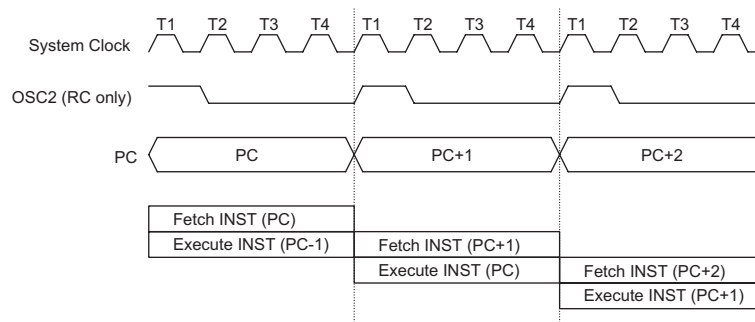 T1 T2 T3 T4 T1 T2 T3 T4 T1 T2 T3 T4
System Clock
OSC2 (RC only)
PC PC PC+1 PC+2
Fetch INST (PC)
Execute INST (PC-1) Fetch INST (PC+1)
Execute INST (PC) Fetch INST (PC+2)
Execute INST (PC+1)